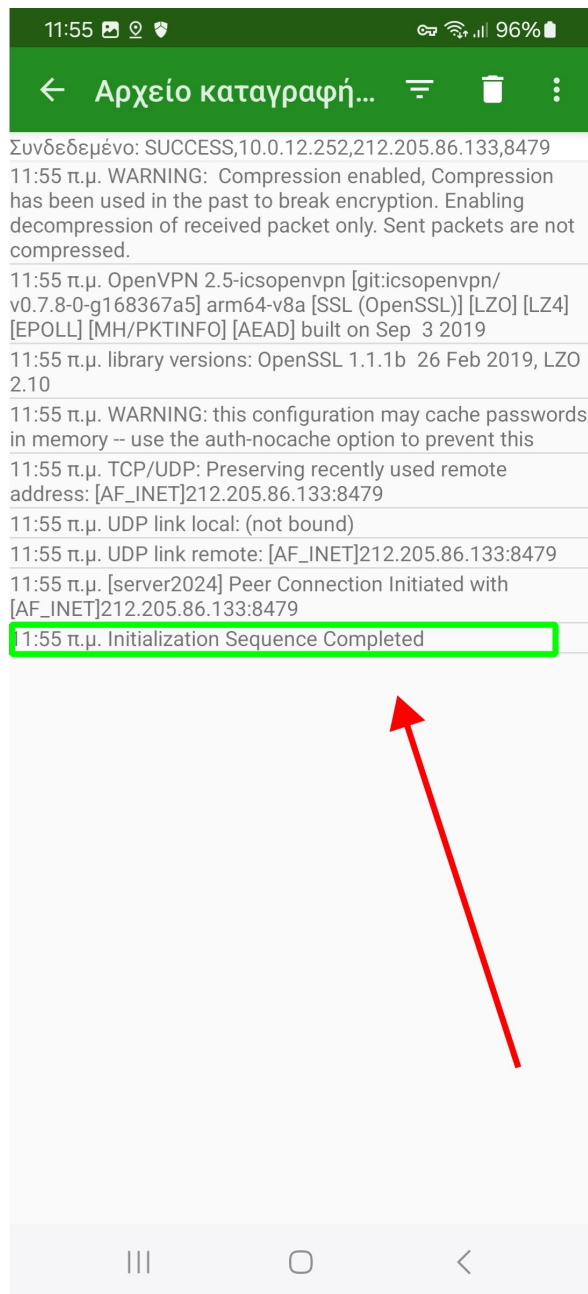 11:55 96%
Αρχείο καταγραφή...
Συνδεδεμένο: SUCCESS,10.0.12.252,212.205.86.133,8479
11:55 π.μ. WARNING: Compression enabled, Compression
has been used in the past to break encryption. Enabling
decompression of received packet only. Sent packets are not
compressed.
11:55 π.μ. OpenVPN 2.5-icsopenvpn [git:icsopenvpn/
v0.7.8-0-g168367a5] arm64-v8a [SSL (OpenSSL)] [LZO] [LZ4]
[EPOLL] [MH/PKTINFO] [AEAD] built on Sep 3 2019
11:55 π.μ. library versions: OpenSSL 1.1.1b 26 Feb 2019, LZO
2.10
11:55 π.μ. WARNING: this configuration may cache passwords
in memory -- use the auth-nocache option to prevent this
11:55 π.μ. TCP/UDP: Preserving recently used remote
address: [AF_INET]212.205.86.133:8479
11:55 π.μ. UDP link local: (not bound)
11:55 π.μ. UDP link remote: [AF_INET]212.205.86.133:8479
11:55 π.μ. [server2024] Peer Connection Initiated with
[AF_INET]212.205.86.133:8479
11:55 π.μ. Initialization Sequence Completed